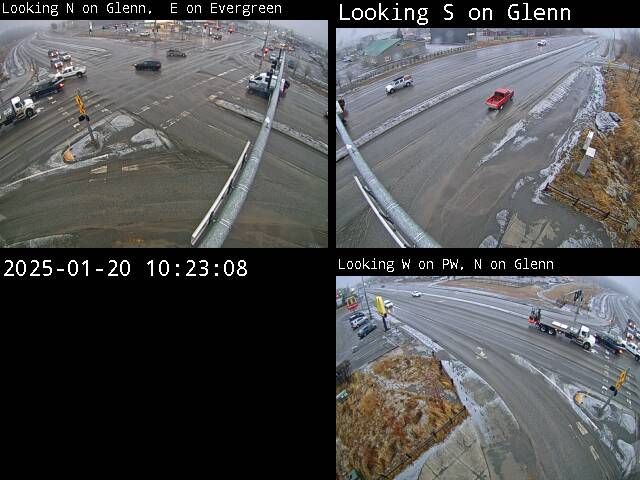 Looking N on Glenn,  E on Evergreen
Looking S on Glenn
2025-01-20 10:23:08
Looking W on PW, N on Glenn